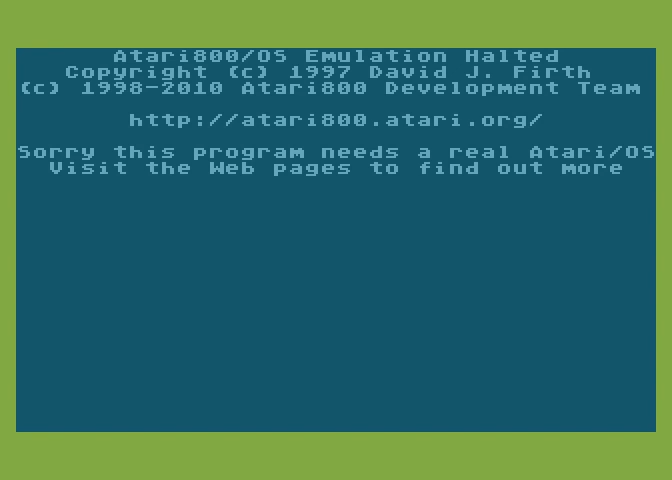 Atari800/OS Emulation Halted
Copyright (c) 1997 David J. Firth
(c) 1998-2010 Atari800 Development Team
http://atari800.atari.org/
Sorry this program needs a real Atari/OS
Visit the Web pages to find out more